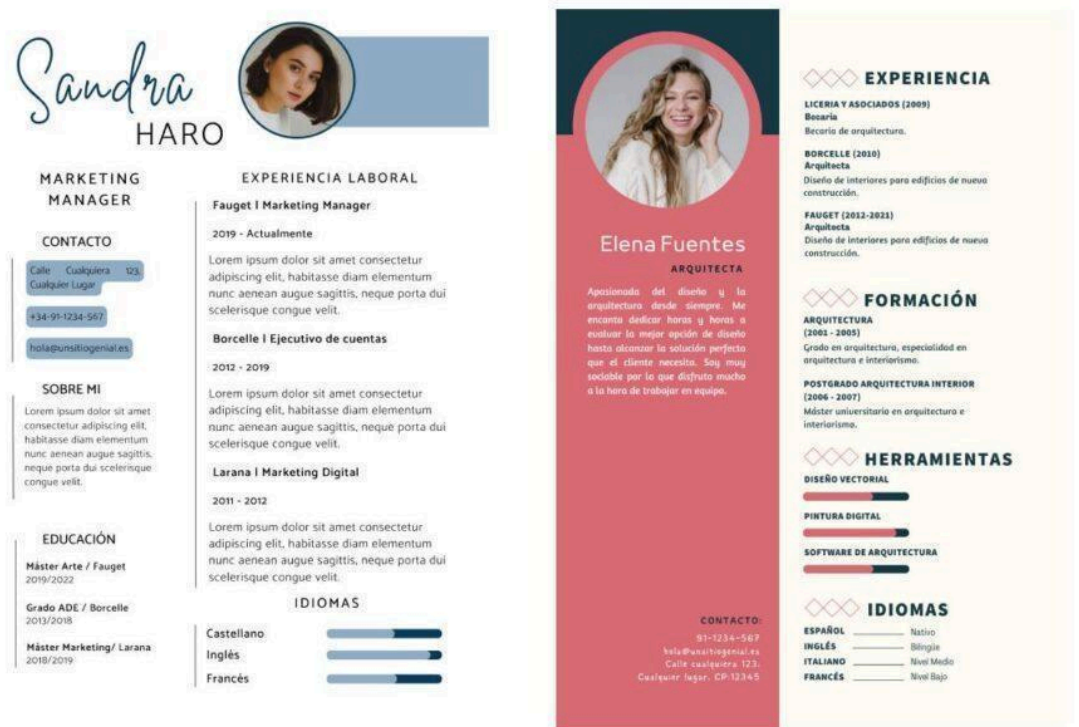 Sandra
HARO
MARKETING
MANAGER
CONTACTO
Calle Cualquiera 123,
Cualquier Lugar
+34-91-1234-567
hola@unsitiogenial.es
SOBRE MI
Lorem ipsum dolor sit amet
consectetur adipiscing elit,
habitasse diam elementum
nunc aenean augue sagittis,
neque porta dui scelerisque
congue velit.
EDUCACIÓN
Máster Arte / Fauget
2019/2022
Grado ADE / Borcelle
2013/2018
Máster Marketing/ Larana
2018/2019
EXPERIENCIA LABORAL
Fauget | Marketing Manager
2019 - Actualmente
Lorem ipsum dolor sit amet consectetur
adipiscing elit, habitasse diam elementum
nunc aenean augue sagittis, neque porta dui
scelerisque congue velit.
Borcelle | Ejecutivo de cuentas
2012 - 2019
Lorem ipsum dolor sit amet consectetur
adipiscing elit, habitasse diam elementum
nunc aenean augue sagittis, neque porta dui
scelerisque congue velit.
Larana | Marketing Digital
2011 - 2012
Lorem ipsum dolor sit amet consectetur
adipiscing elit, habitasse diam elementum
nunc aenean augue sagittis, neque porta dui
scelerisque congue velit.
IDIOMAS
Castellano
Inglés
Francés
Elena Fuentes
ARQUITECTA
Apasionada del diseño y la
arquitectura desde siempre. Me
encanta dedicar horas y horas a
evaluar la mejor opción de diseño
hasta alcanzar la solución perfecta
que el cliente necesita. Soy muy
sociable por lo que disfruto mucho
a la hora de trabajar en equipo.
CONTACTO:
91-1234-567
hola@unsitiogenial.es
Calle cualquiera 123.
Cualquier lugar. CP:12345
EXPERIENCIA
LICERIA Y ASOCIADOS (2009)
Becaria
Becaria de arquitectura.
BORCELLE (2010)
Arquitecta
Diseño de interiores para edificios de nueva
construcción.
FAUGET (2012-2021)
Arquitecta
Diseño de interiores para edificios de nueva
construcción.
FORMACIÓN
ARQUITECTURA
(2001 - 2005)
Grado en arquitectura, especialidad en
arquitectura e interiorismo.
POSTGRADO ARQUITECTURA INTERIOR
(2006 - 2007)
Máster universitario en arquitectura e
interiorismo.
HERRAMIENTAS
DISEÑO VECTORIAL
PINTURA DIGITAL
SOFTWARE DE ARQUITECTURA
IDIOMAS
ESPAÑOL Nativo
INGLÉS Bilingüe
ITALIANO Nivel Medio
FRANCÉS Nivel Bajo